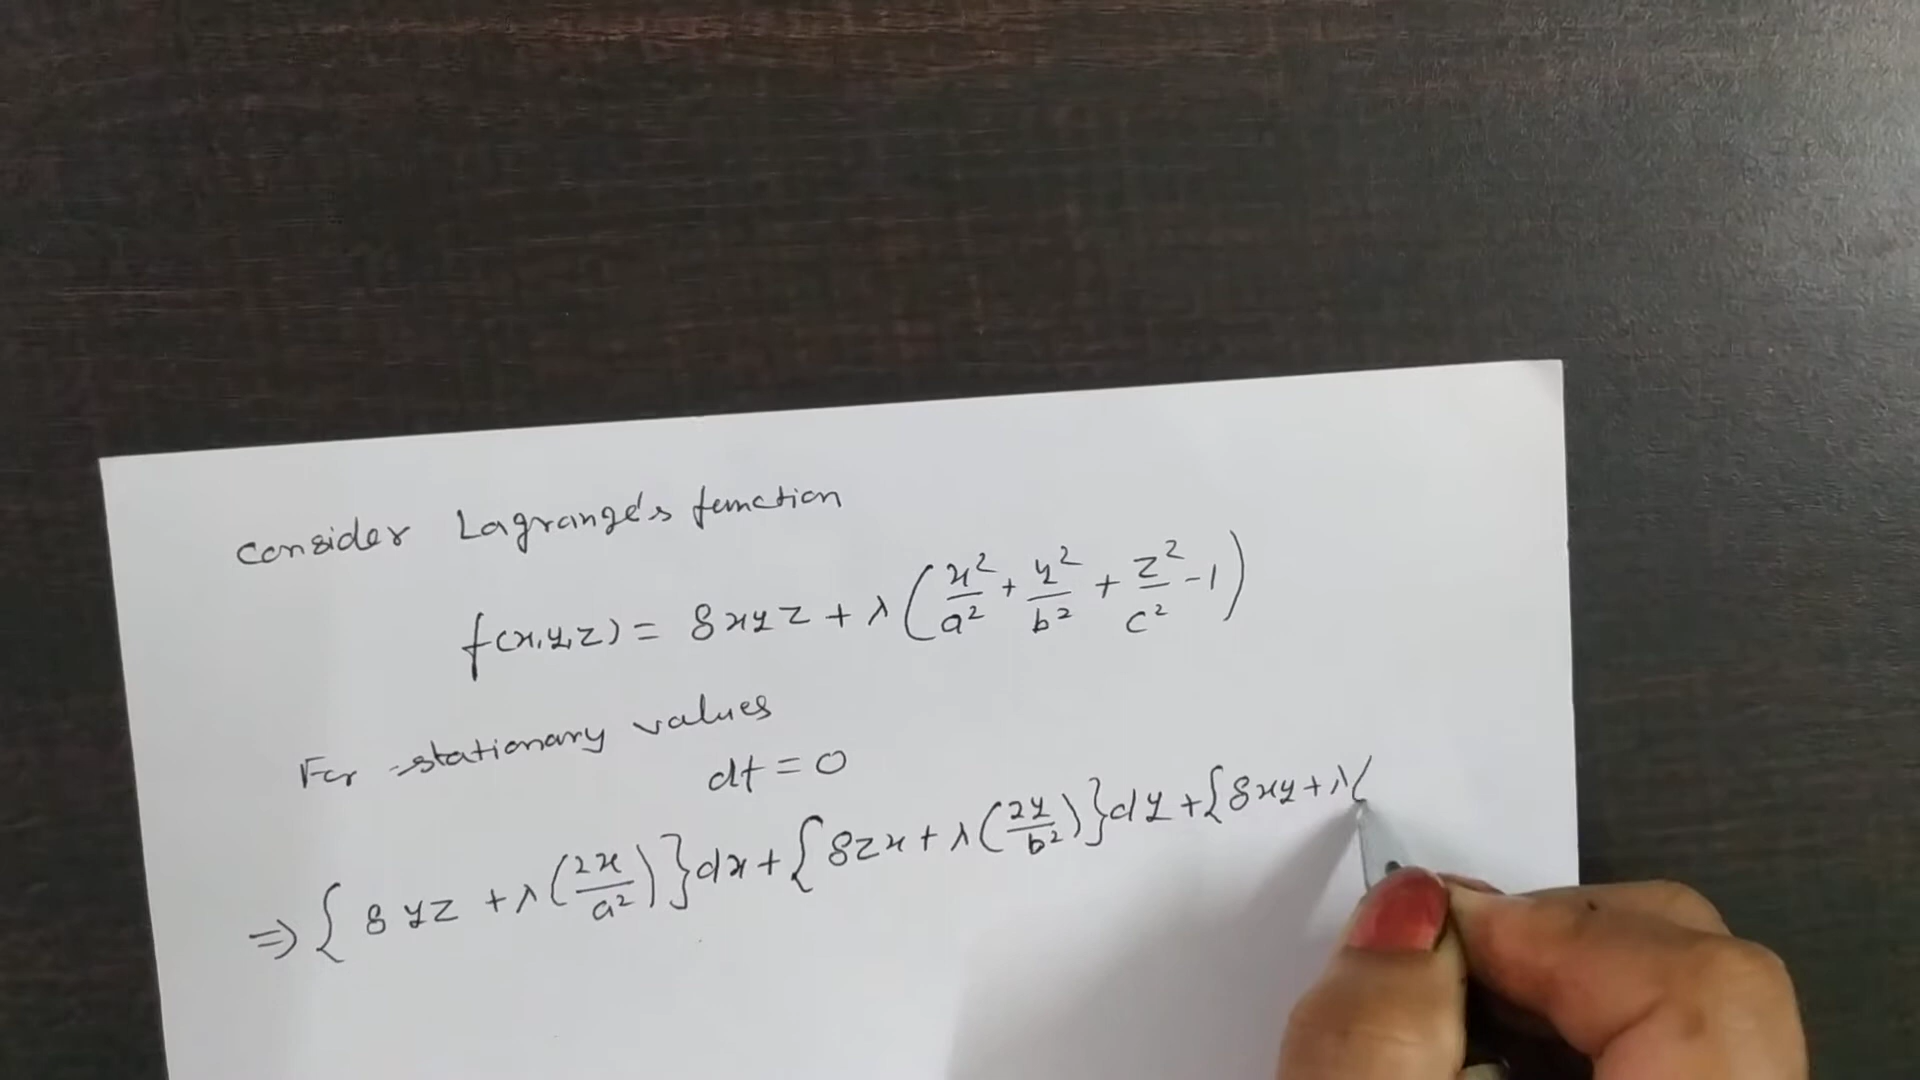 Consider Lagrange's function
f(x,y,z) = 8xyz + λ(x²/a² + y²/b² + z²/c² - 1)
For stationary values
df = 0
⇒ {8yz + λ(2x/a²)}dx + {8zx + λ(2y/b²)}dy + {8xy + λ(